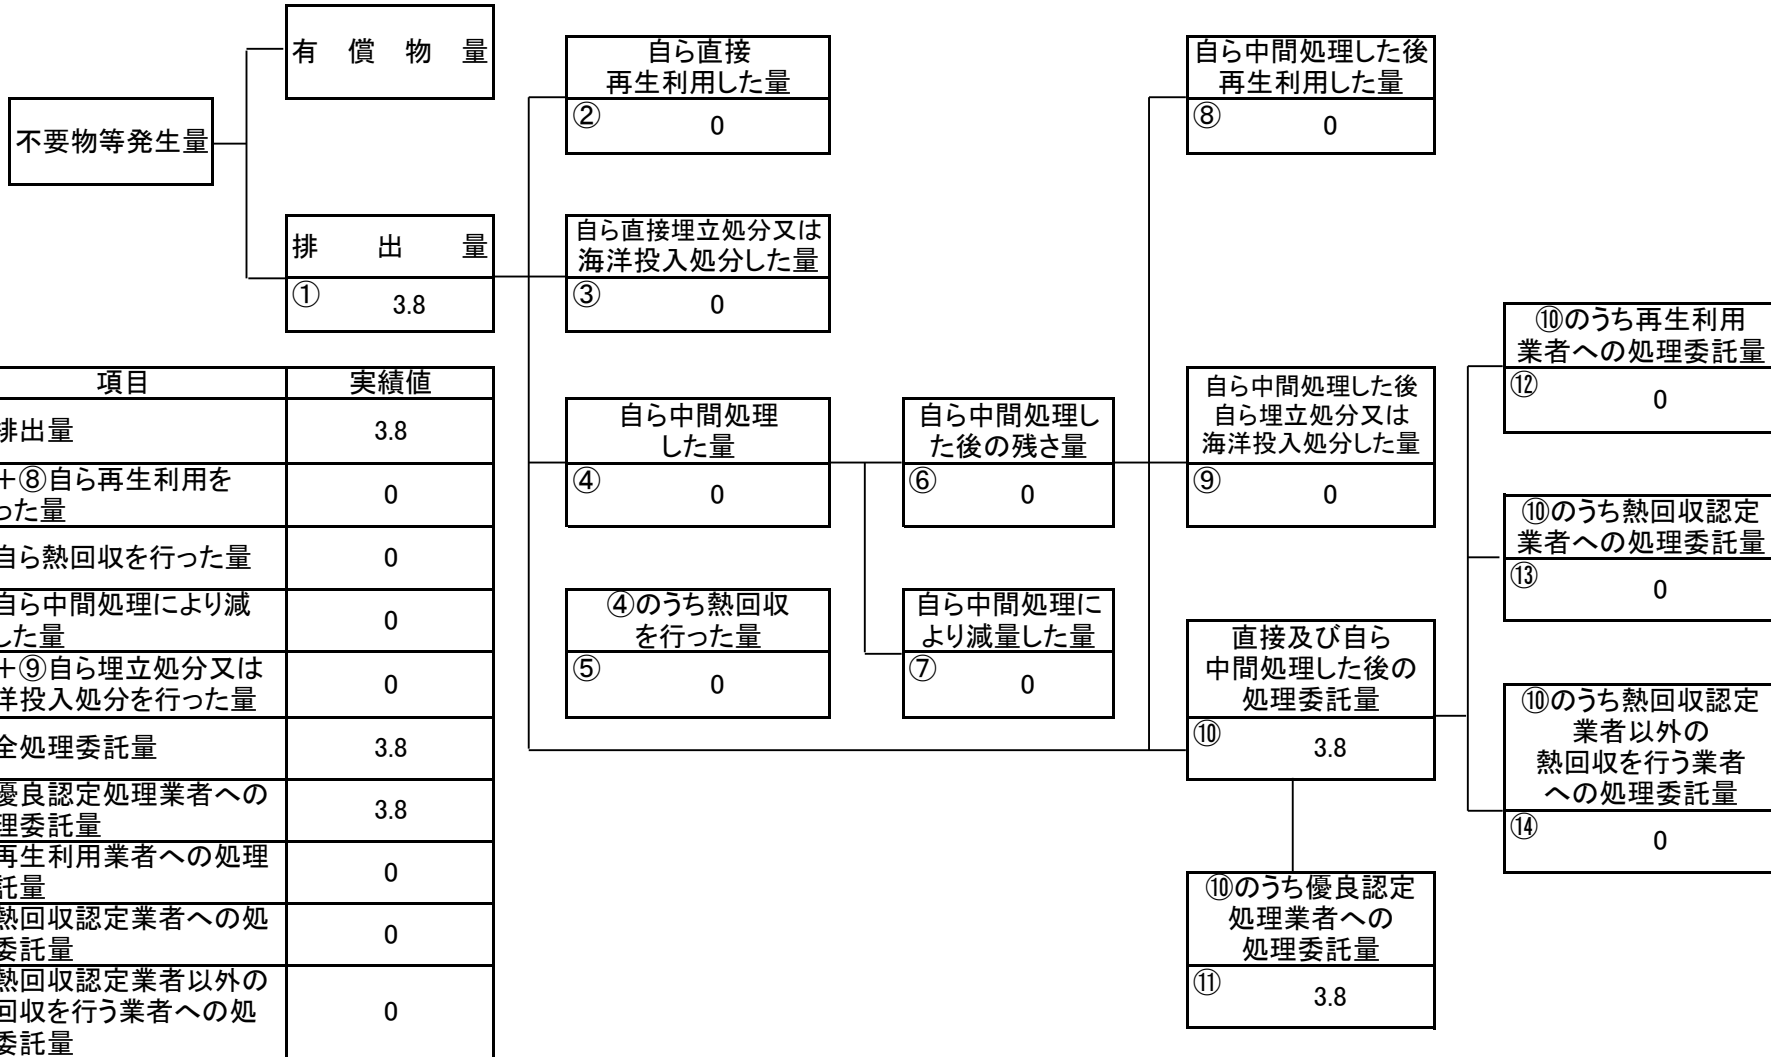 不要物等発生量
有償物量
排出量
① 3.8
自ら直接
再生利用した量
② 0
自ら直接埋立処分又は
海洋投入処分した量
③ 0
自ら中間処理
した量
④ 0
④のうち熱回収
を行った量
⑤ 0
自ら中間処理し
た後の残さ量
⑥ 0
自ら中間処理に
より減量した量
⑦ 0
自ら中間処理した後
再生利用した量
⑧ 0
自ら中間処理した後
自ら埋立処分又は
海洋投入処分した量
⑨ 0
直接及び自ら
中間処理した後の
処理委託量
⑩ 3.8
⑩のうち優良認定
処理業者への
処理委託量
⑪ 3.8
⑩のうち再生利用
業者への処理委託量
⑫ 0
⑩のうち熱回収認定
業者への処理委託量
⑬ 0
⑩のうち熱回収認定
業者以外の
熱回収を行う業者
への処理委託量
⑭ 0
項目 実績値
排出量 3.8
+⑧自ら再生利用を
った量 0
自ら熱回収を行った量 0
自ら中間処理により減
した量 0
+⑨自ら埋立処分又は
洋投入処分を行った量 0
全処理委託量 3.8
優良認定処理業者への
理委託量 3.8
再生利用業者への処理
託量 0
熱回収認定業者への処
委託量 0
熱回収認定業者以外の
回収を行う業者への処
委託量 0